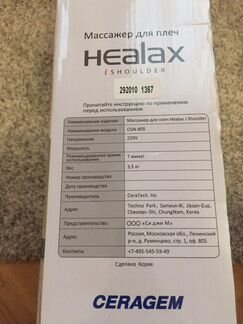 Массажер для плеч
Healax
i SHOULDER
292010 1367
Прочитайте инструкцию по применению
перед использованием
Наименование изделия Массажер для плеч Healax i Shoulder
Наименование модели CGN-805
Напряжение 220V
Мощность
Рекомендованное время использования 7 минут
Вес 3,5 кг
Номер производства
Дата производства
Производитель CeraTech. Inc
Адрес Techno Park, Sameun4li, Jiksan-Eup,
Cheonan-Shi, ChungNam, Korea
Представительство ООО «Си джи М»
Адрес Россия, Московская обл., Ленинский
р-н, д. Румянцево, стр. 1, оф. 805
Контакты +7-495-545-59-49
Сделано Корее
CERAGEM